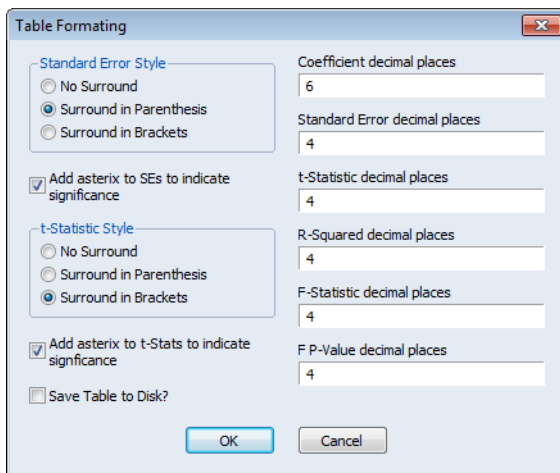 Table Formating
Standard Error Style
No Surround
Surround in Parenthesis
Surround in Brackets
Add asterix to SEs to indicate
significance
t-Statistic Style
No Surround
Surround in Parenthesis
Surround in Brackets
Add asterix to t-Stats to indicate
signficance
Save Table to Disk?
Coefficient decimal places
6
Standard Error decimal places
4
t-Statistic decimal places
4
R-Squared decimal places
4
F-Statistic decimal places
4
F P-Value decimal places
4
OK
Cancel